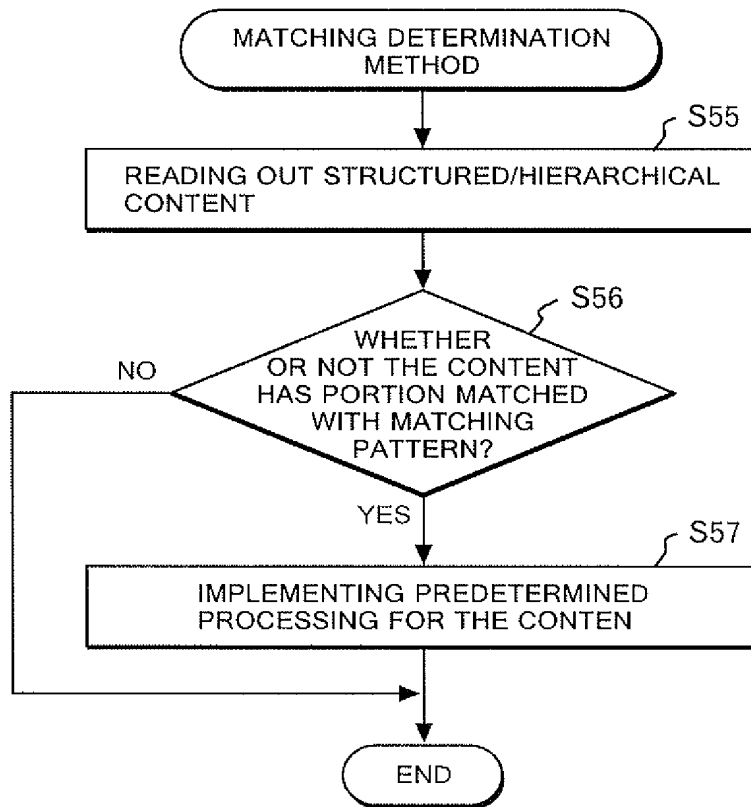 MATCHING DETERMINATION
METHOD
S55
READING OUT STRUCTURED/HIERARCHICAL
CONTENT
S56
WHETHER
OR NOT THE CONTENT
HAS PORTION MATCHED
WITH MATCHING
PATTERN?
NO
YES
S57
IMPLEMENTING PREDETERMINED
PROCESSING FOR THE CONTEN
END